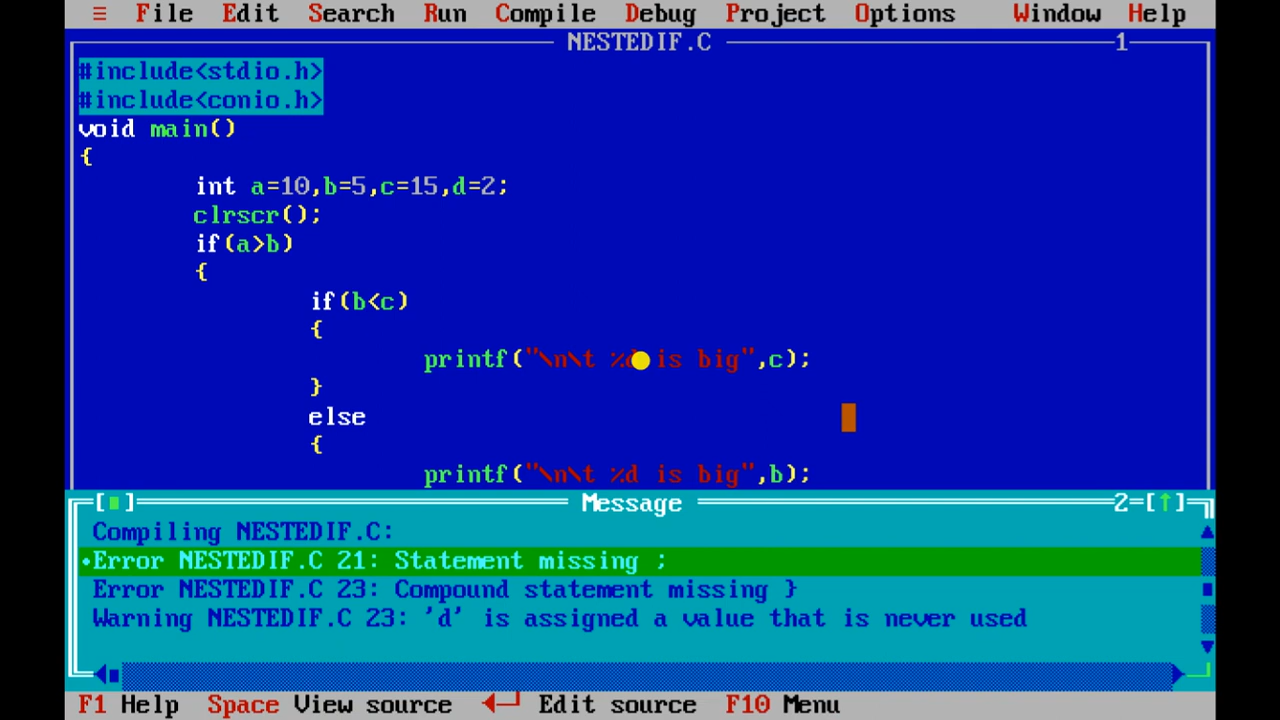 ≡ File Edit Search Run Compile Debug Project Options Window Help
NESTEDIF.C 1
#include<stdio.h>
#include<conio.h>
void main()
{
int a=10,b=5,c=15,d=2;
clrscr();
if(a>b)
{
if(b<c)
{
printf("\n\t %d is big",c);
}
else
{
printf("\n\t %d is big",b);
Message 2=[↑]
Compiling NESTEDIF.C:
•Error NESTEDIF.C 21: Statement missing ;
Error NESTEDIF.C 23: Compound statement missing }
Warning NESTEDIF.C 23: 'd' is assigned a value that is never used
F1 Help Space View source ←┘ Edit source F10 Menu